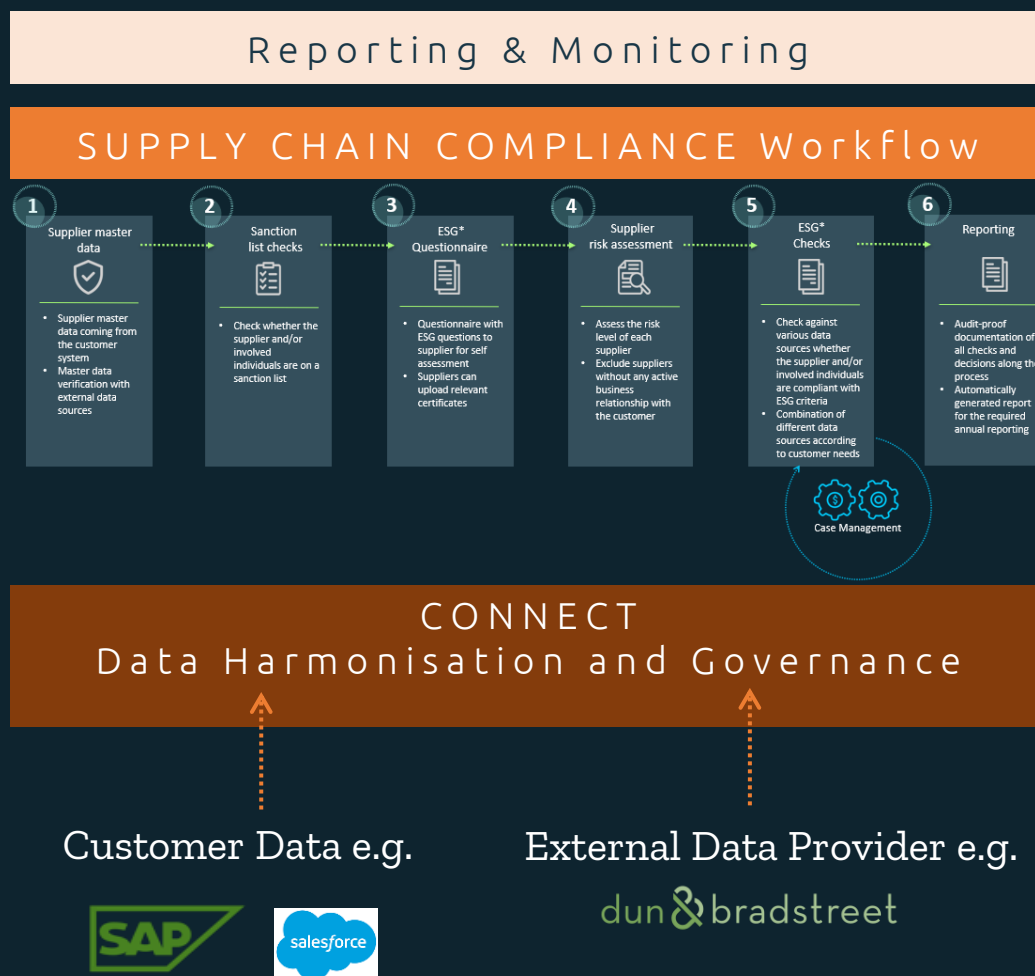 Reporting & Monitoring
SUPPLY CHAIN COMPLIANCE Workflow
1
Supplier master
data
• Supplier master
data coming from
the customer
system
• Master data
verification with
external data
sources
2
Sanction
list checks
• Check whether the
supplier and/or
involved
individuals are on a
sanction list
3
ESG*
Questionnaire
• Questionnaire with
ESG questions to
supplier for self
assessment
• Suppliers can
upload relevant
certificates
4
Supplier
risk assessment
• Assess the risk
level of each
supplier
• Exclude suppliers
without any active
business
relationship with
the customer
5
ESG*
Checks
• Check against
various data
sources whether
the supplier and/or
involved individuals
are compliant with
ESG criteria
• Combination of
different data
sources according
to customer needs
6
Reporting
• Audit-proof
documentation of
all checks and
decisions along the
process
• Automatically
generated report
for the required
annual reporting
$
Case Management
CONNECT
Data Harmonisation and Governance
Customer Data e.g.
External Data Provider e.g.
SAP
salesforce
dun & bradstreet